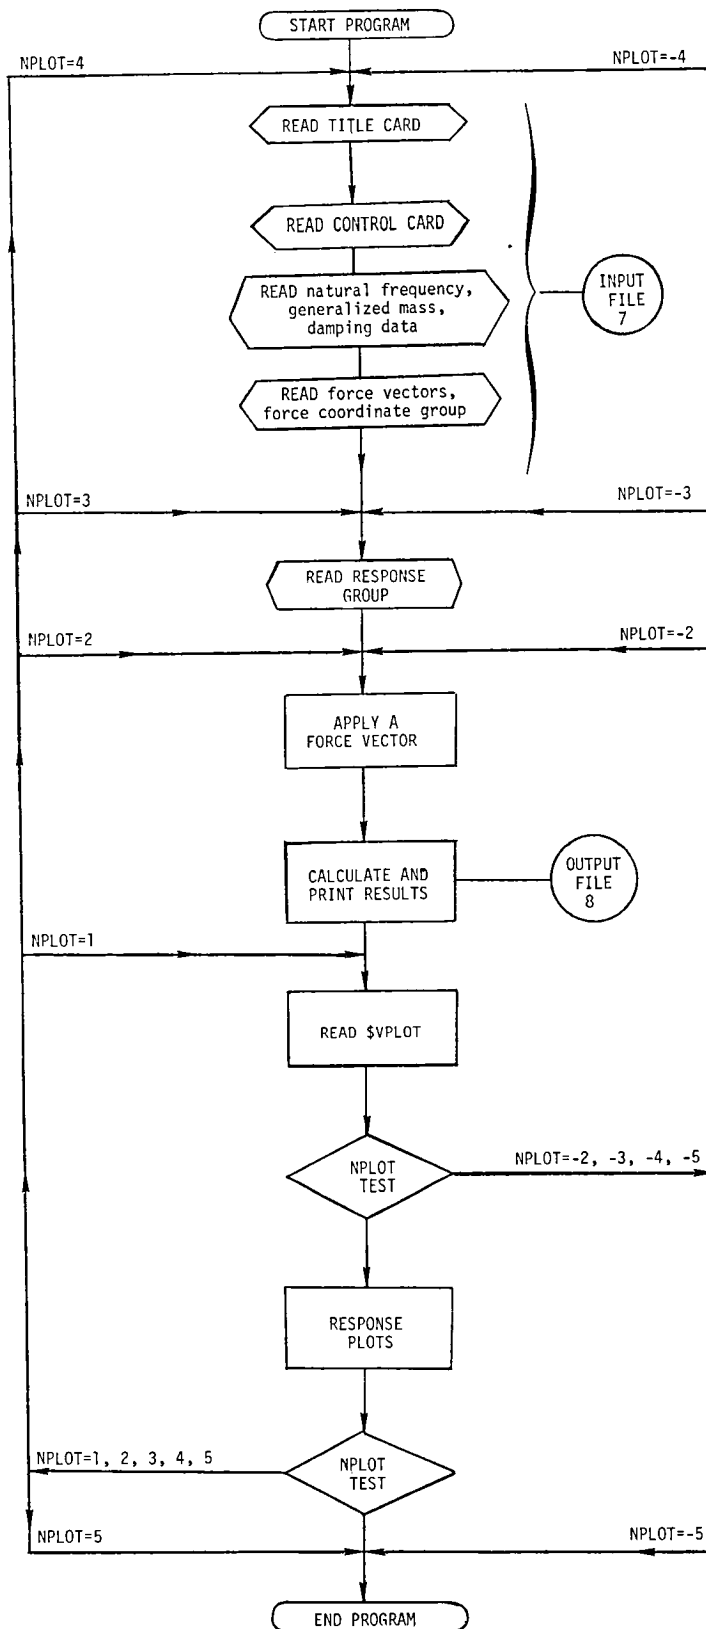 START PROGRAM
NPLOT=4
NPLOT=-4
READ TITLE CARD
READ CONTROL CARD
READ natural frequency,
generalized mass,
damping data
INPUT
FILE
7
READ force vectors,
force coordinate group
NPLOT=3
NPLOT=-3
READ RESPONSE
GROUP
NPLOT=2
NPLOT=-2
APPLY A
FORCE VECTOR
CALCULATE AND
PRINT RESULTS
OUTPUT
FILE
8
NPLOT=1
READ $VPLOT
NPLOT
TEST
NPLOT=-2, -3, -4, -5
RESPONSE
PLOTS
NPLOT=1, 2, 3, 4, 5
NPLOT
TEST
NPLOT=5
NPLOT=-5
END PROGRAM